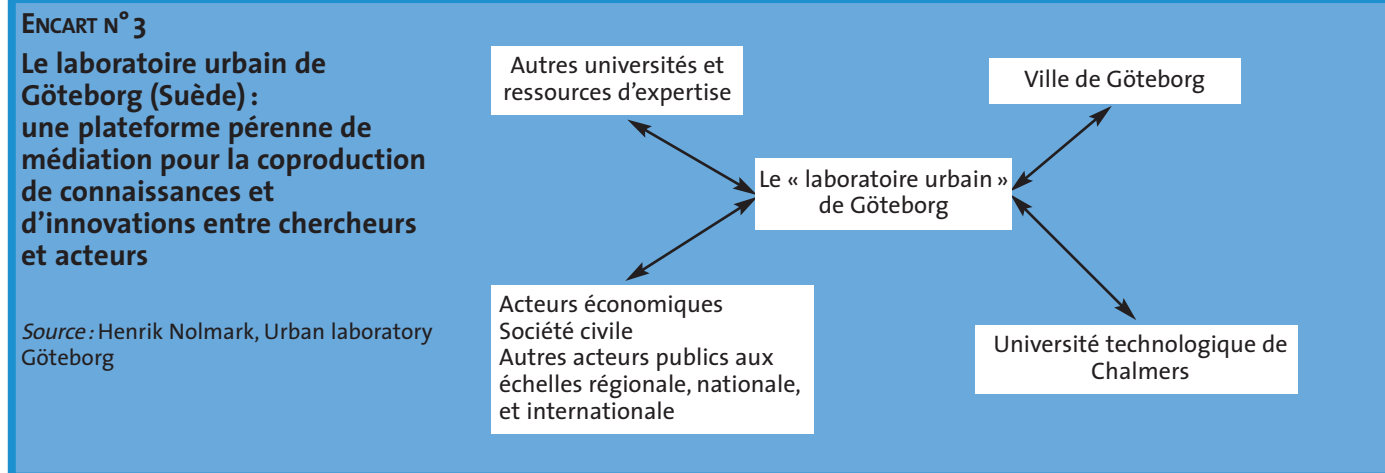 ENCART N° 3
Le laboratoire urbain de
Göteborg (Suède) :
une plateforme pérenne de
médiation pour la coproduction
de connaissances et
d'innovations entre chercheurs
et acteurs
Source : Henrik Nolmark, Urban laboratory
Göteborg
Autres universités et
ressources d'expertise
Ville de Göteborg
Le « laboratoire urbain »
de Göteborg
Acteurs économiques
Société civile
Autres acteurs publics aux
échelles régionale, nationale,
et internationale
Université technologique de
Chalmers